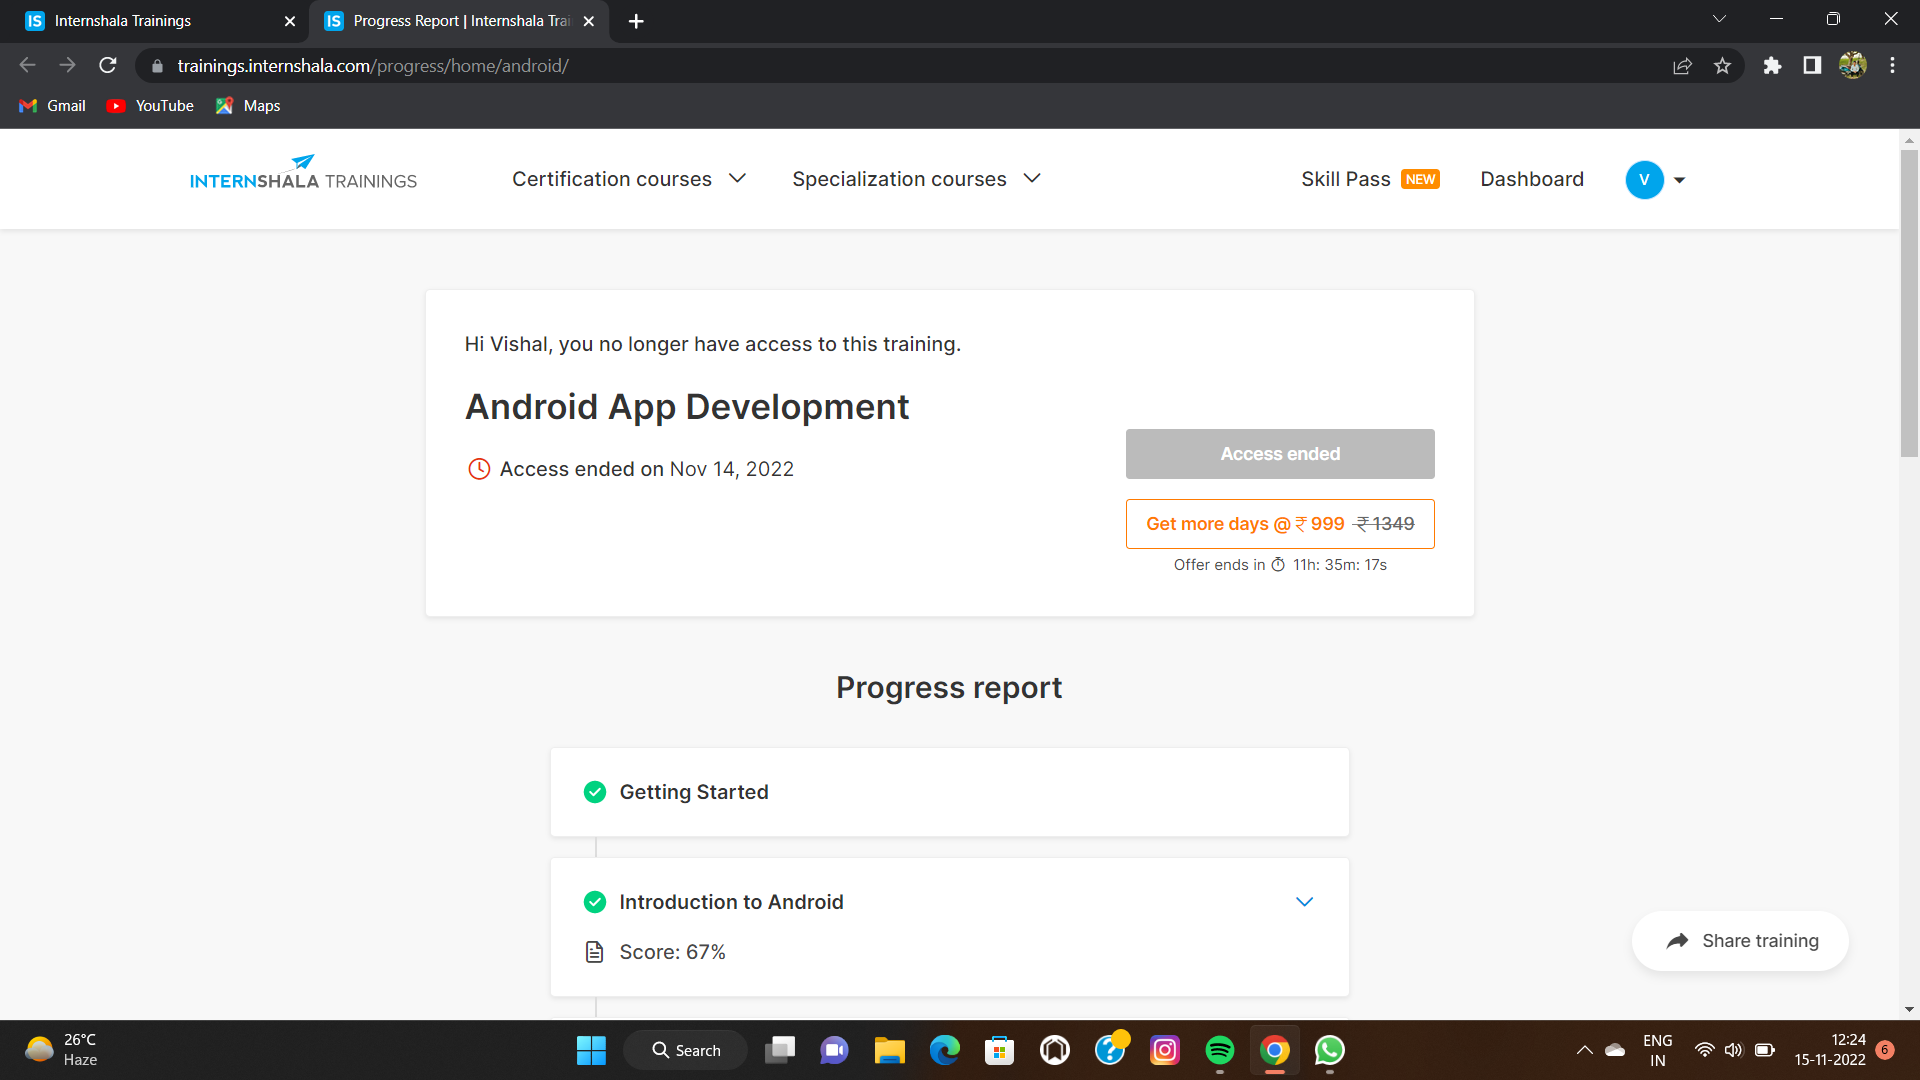 IS Internshala Trainings
IS Progress Report | Internshala Trai
trainings.internshala.com/progress/home/android/
Gmail YouTube Maps
INTERNSHALA TRAININGS Certification courses Specialization courses Skill Pass NEW Dashboard V
Hi Vishal, you no longer have access to this training.
Android App Development
Access ended on Nov 14, 2022
Access ended
Get more days @ ₹ 999 ₹ 1349
Offer ends in 11h: 35m: 17s
Progress report
Getting Started
Introduction to Android
Score: 67%
Share training
26°C
Haze
Search
ENG
IN
12:24
15-11-2022
6